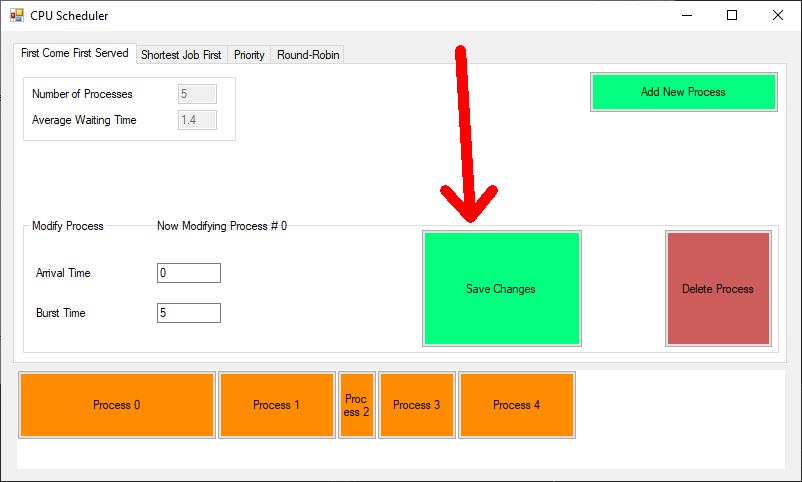 CPU Scheduler
First Come First Served
Shortest Job First
Priority
Round-Robin
Number of Processes
5
Average Waiting Time
1.4
Add New Process
Modify Process
Now Modifying Process # 0
Arrival Time
0
Burst Time
5
Save Changes
Delete Process
Process 0
Process 1
Proc
ess 2
Process 3
Process 4